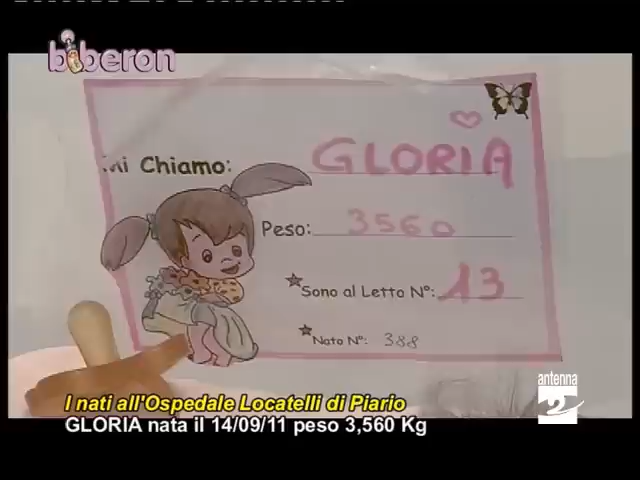 biberon
Mi Chiamo: GLORIA
Peso: 3560
Sono al Letto N°: 13
Nato N°: 388
I nati all'Ospedale Locatelli di Piario
GLORIA nata il 14/09/11 peso 3,560 Kg
antenna
2